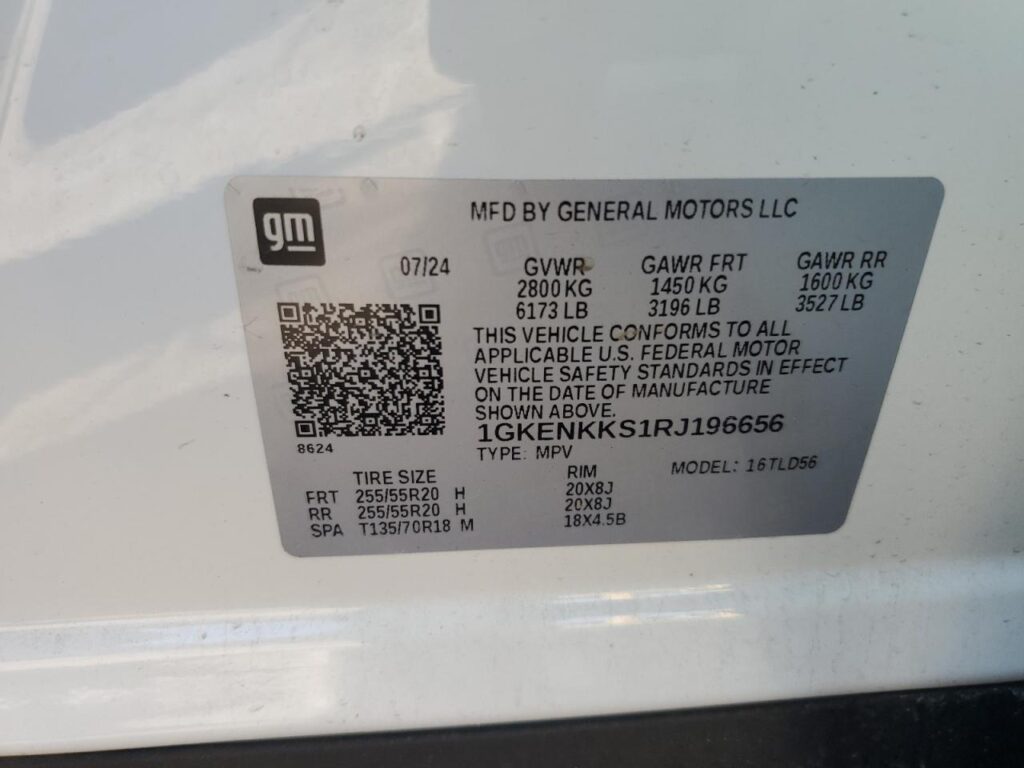 gm
MFD BY GENERAL MOTORS LLC
07/24 GVWR GAWR FRT GAWR RR
2800 KG 1450 KG 1600 KG
6173 LB 3196 LB 3527 LB
THIS VEHICLE CONFORMS TO ALL
APPLICABLE U.S. FEDERAL MOTOR
VEHICLE SAFETY STANDARDS IN EFFECT
ON THE DATE OF MANUFACTURE
SHOWN ABOVE.
1GKENKKS1RJ196656
8624
TYPE: MPV MODEL: 16TLD56
TIRE SIZE RIM
FRT 255/55R20 H 20X8J
RR 255/55R20 H 20X8J
SPA T135/70R18 M 18X4.5B